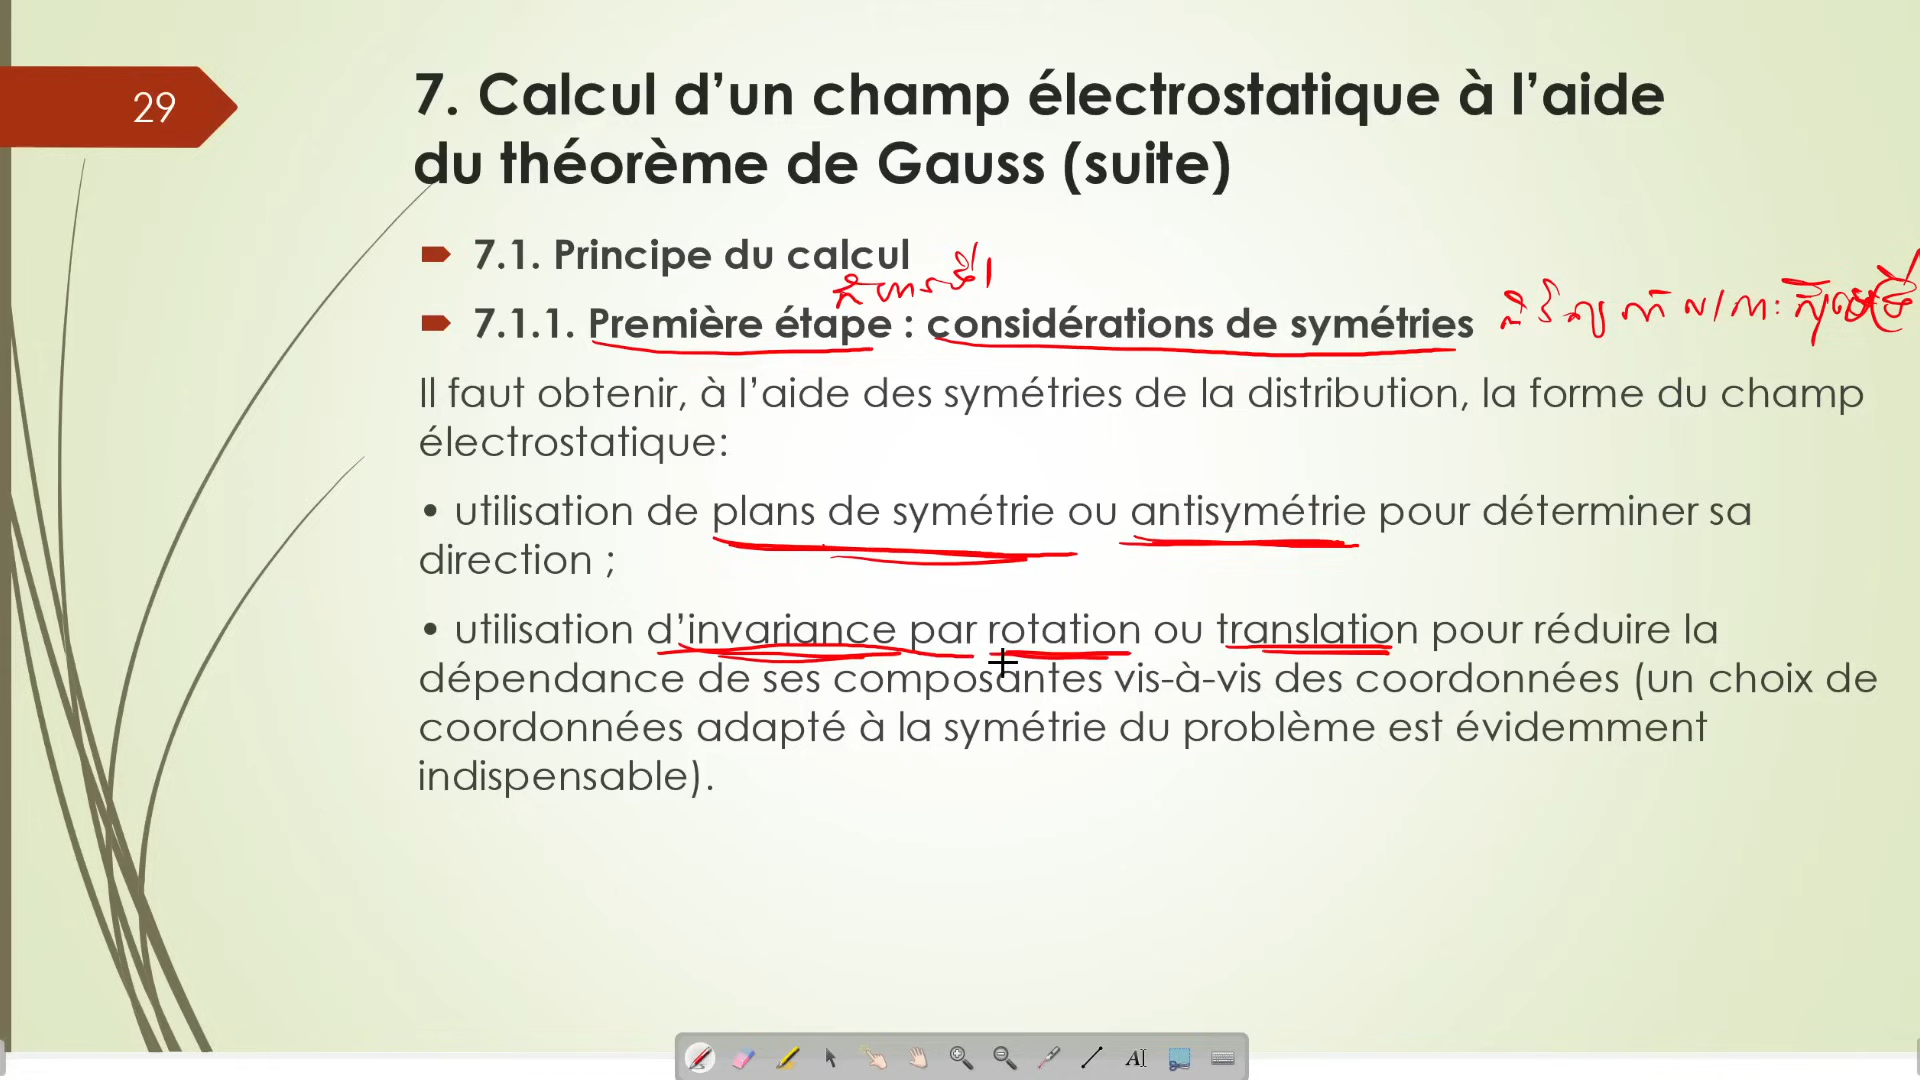 29
7. Calcul d’un champ électrostatique à l’aide
du théorème de Gauss (suite)
7.1. Principe du calcul
7.1.1. Première étape : considérations de symétries
Il faut obtenir, à l’aide des symétries de la distribution, la forme du champ
électrostatique:
• utilisation de plans de symétrie ou antisymétrie pour déterminer sa
direction ;
• utilisation d’invariance par rotation ou translation pour réduire la
dépendance de ses composantes vis-à-vis des coordonnées (un choix de
coordonnées adapté à la symétrie du problème est évidemment
indispensable).